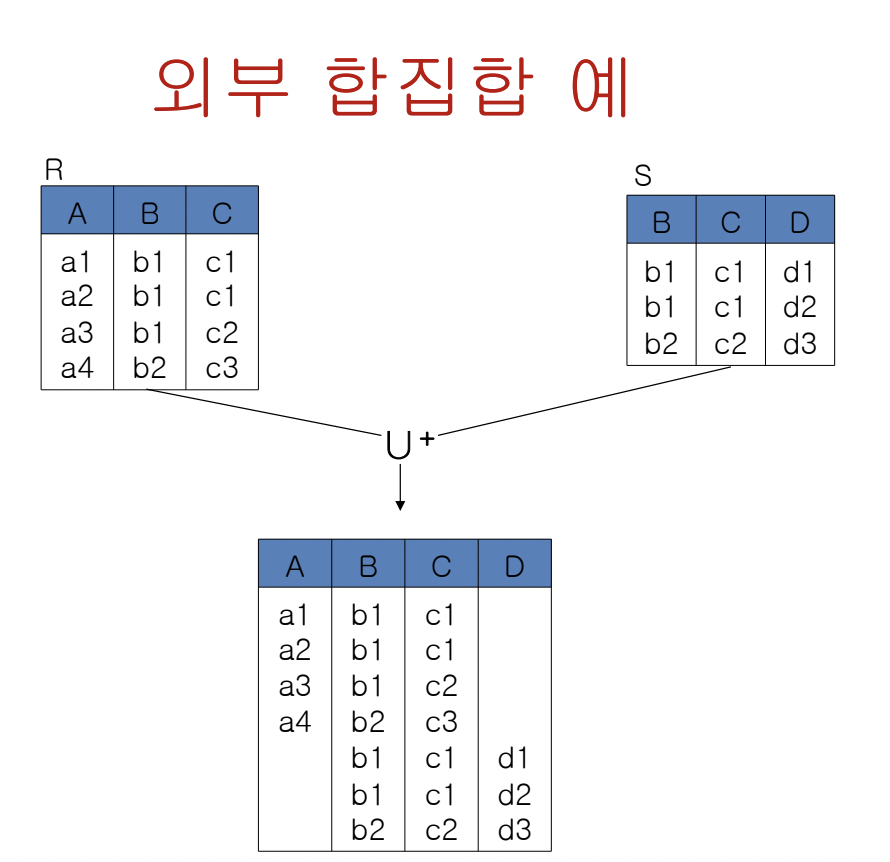 외부 합집합 예
R
A B C
a1 b1 c1
a2 b1 c1
a3 b1 c2
a4 b2 c3
S
B C D
b1 c1 d1
b1 c1 d2
b2 c2 d3
∪+
A B C D
a1 b1 c1
a2 b1 c1
a3 b1 c2
a4 b2 c3
b1 c1 d1
b1 c1 d2
b2 c2 d3